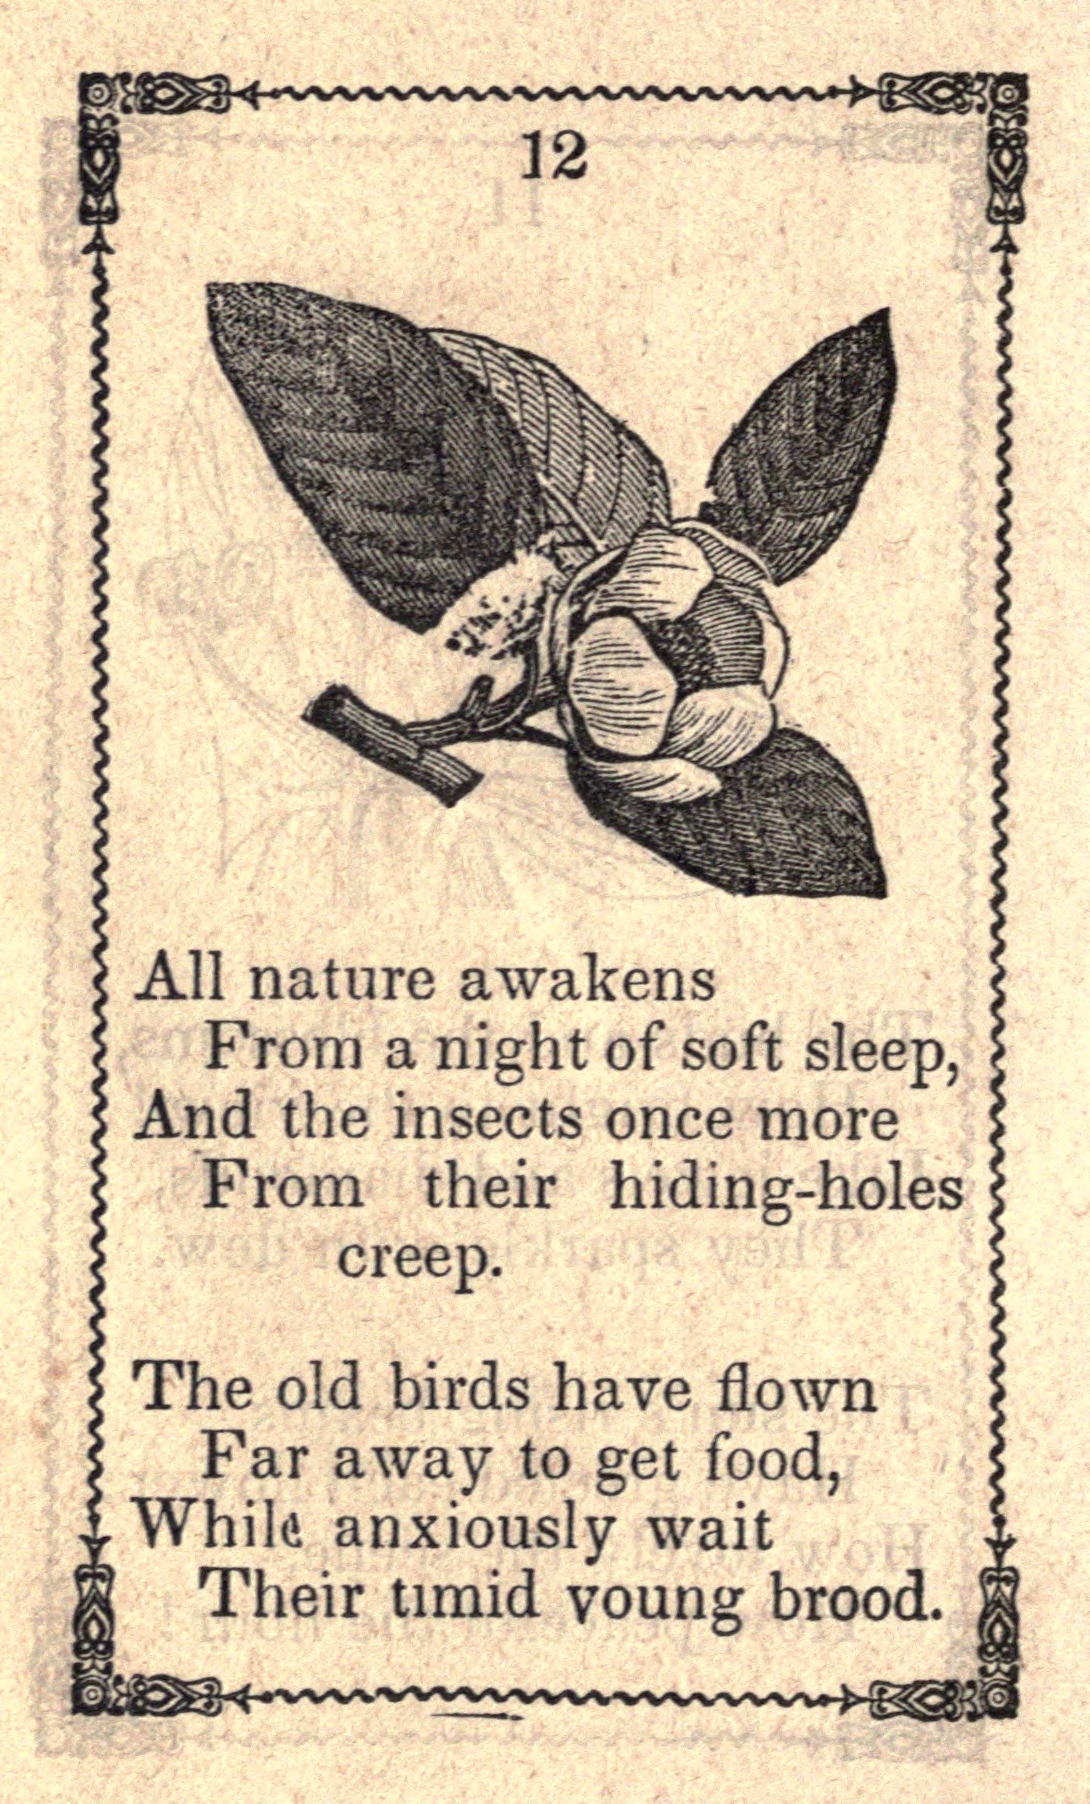 12
All nature awakens
From a night of soft sleep,
And the insects once more
From their hiding-holes
creep.
The old birds have flown
Far away to get food,
While anxiously wait
Their timid young brood.